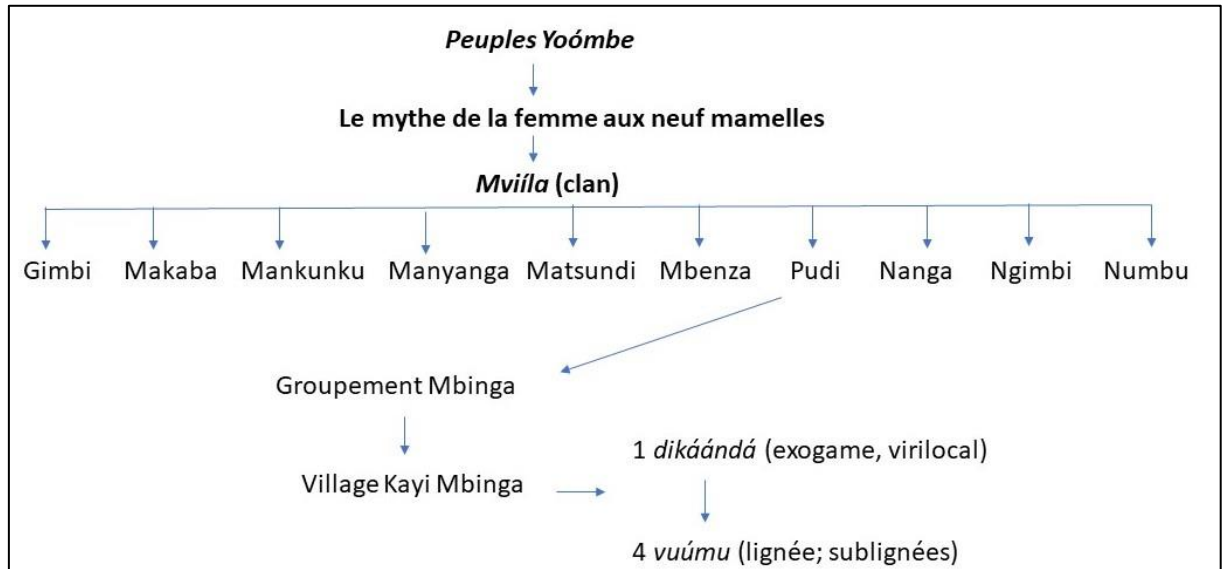 Peuples Yoómbe
Le mythe de la femme aux neuf mamelles
Mviíla (clan)
Gimbi Makaba Mankunku Manyanga Matsundi Mbenza Pudi Nanga Ngimbi Numbu
Groupement Mbinga
1 dikáándá (exogame, virilocal)
Village Kayi Mbinga
4 vuúmu (lignée; sublignées)